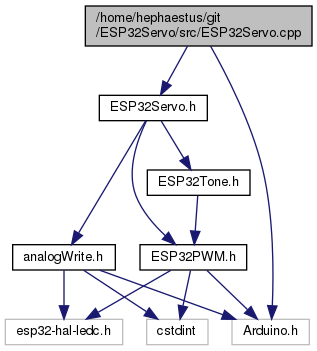 /home/hephaestus/git
/ESP32Servo/src/ESP32Servo.cpp
ESP32Servo.h
ESP32Tone.h
analogWrite.h
ESP32PWM.h
esp32-hal-ledc.h
cstdint
Arduino.h